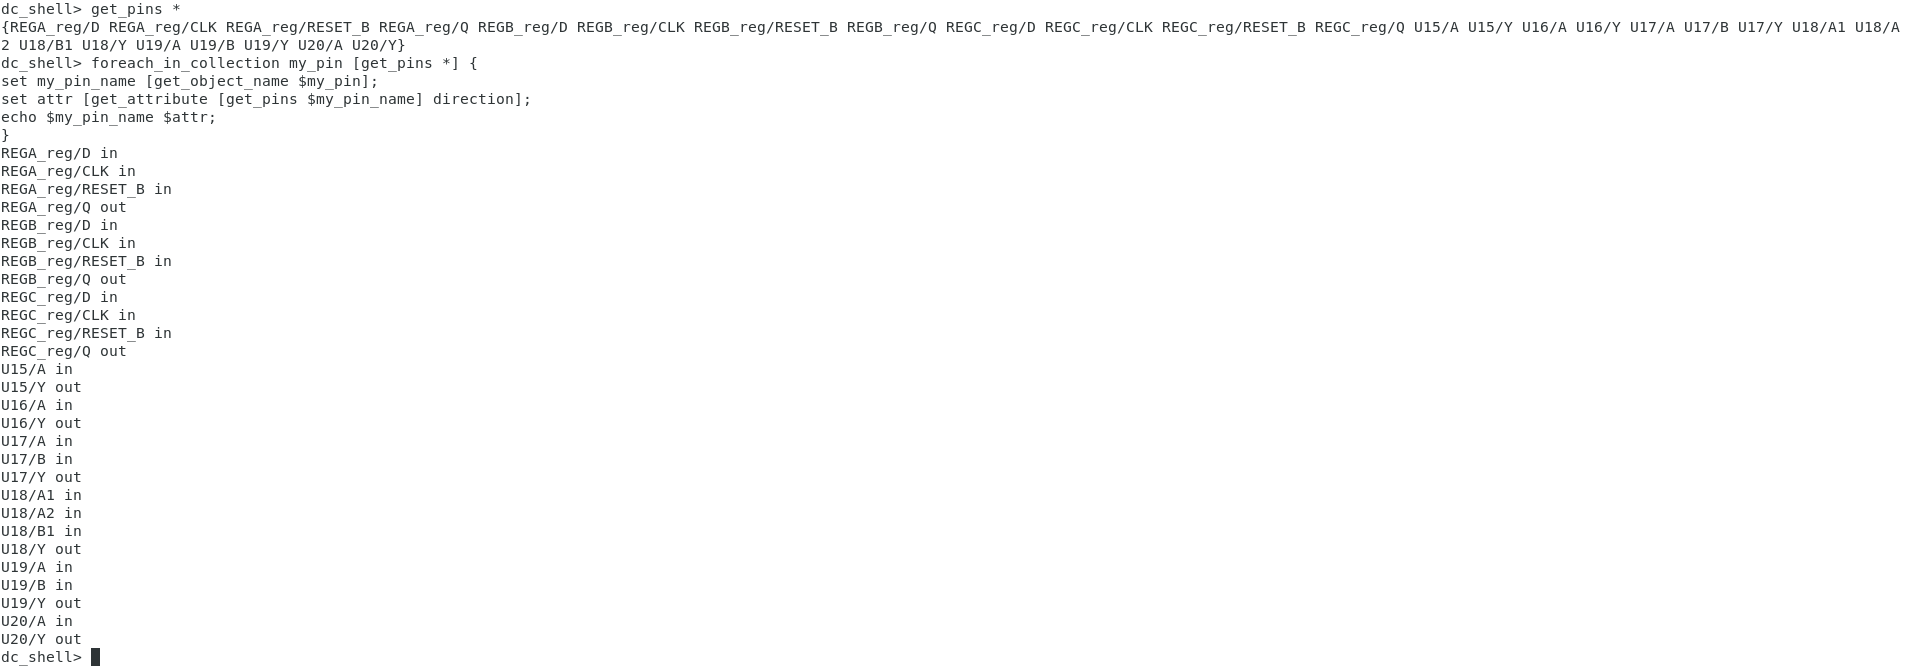 dc_shell> get_pins *
{REGA_reg/D REGA_reg/CLK REGA_reg/RESET_B REGA_reg/Q REGB_reg/D REGB_reg/CLK REGB_reg/RESET_B REGB_reg/Q REGC_reg/D REGC_reg/CLK REGC_reg/RESET_B REGC_reg/Q U15/A U15/Y U16/A U16/Y U17/A U17/B U17/Y U18/A1 U18/A
2 U18/B1 U18/Y U19/A U19/B U19/Y U20/A U20/Y}
dc_shell> foreach_in_collection my_pin [get_pins *] {
set my_pin_name [get_object_name $my_pin];
set attr [get_attribute [get_pins $my_pin_name] direction];
echo $my_pin_name $attr;
}
REGA_reg/D in
REGA_reg/CLK in
REGA_reg/RESET_B in
REGA_reg/Q out
REGB_reg/D in
REGB_reg/CLK in
REGB_reg/RESET_B in
REGB_reg/Q out
REGC_reg/D in
REGC_reg/CLK in
REGC_reg/RESET_B in
REGC_reg/Q out
U15/A in
U15/Y out
U16/A in
U16/Y out
U17/A in
U17/B in
U17/Y out
U18/A1 in
U18/A2 in
U18/B1 in
U18/Y out
U19/A in
U19/B in
U19/Y out
U20/A in
U20/Y out
dc_shell>